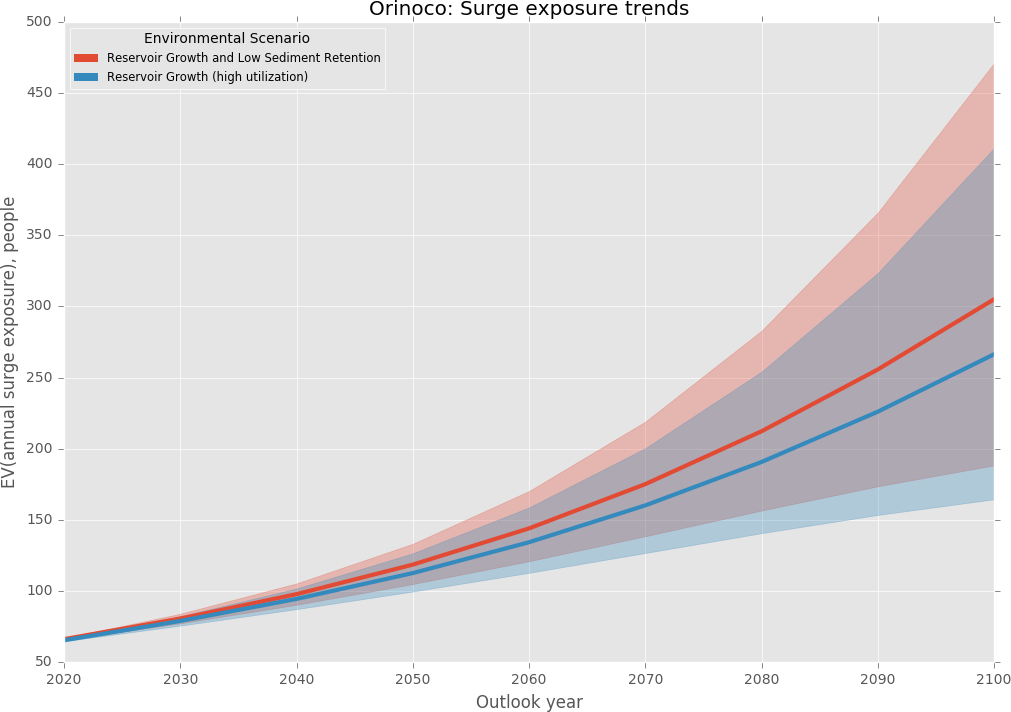 Orinoco: Surge exposure trends
Environmental Scenario
Reservoir Growth and Low Sediment Retention
Reservoir Growth (high utilization)
EV(annual surge exposure), people
500
450
400
350
300
250
200
150
100
50
2020 2030 2040 2050 2060 2070 2080 2090 2100
Outlook year